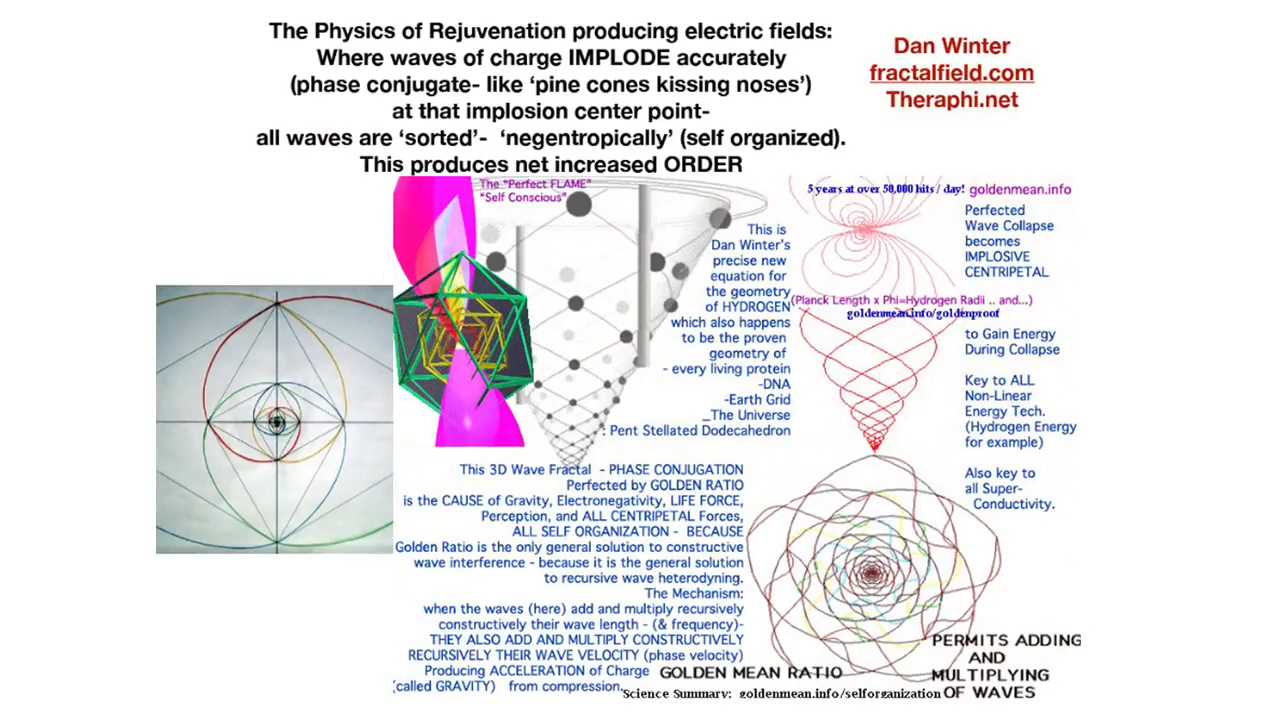 The Physics of Rejuvenation producing electric fields:
Where waves of charge IMPLODE accurately
(phase conjugate- like ‘pine cones kissing noses’)
at that implosion center point-
all waves are ‘sorted’- ‘negentropically’ (self organized).
This produces net increased ORDER
Dan Winter
fractalfield.com
Theraphi.net
The "Perfect FLAME"
"Self Conscious"
This is
Dan Winter's
precise new
equation for
the geometry
of HYDROGEN
which also happens
to be the proven
geometry of
- every living protein
-DNA
-Earth Grid
_The Universe
: Pent Stellated Dodecahedron
5 years at over 50,000 hits / day! goldenmean.info
Perfected
Wave Collapse
becomes
IMPLOSIVE
CENTRIPETAL
(Planck Length x Phi=Hydrogen Radii .. and...)
goldenmean.info/goldenproof
to Gain Energy
During Collapse
Key to ALL
Non-Linear
Energy Tech.
(Hydrogen Energy
for example)
Also key to
all Super-
Conductivity.
This 3D Wave Fractal - PHASE CONJUGATION
Perfected by GOLDEN RATIO
is the CAUSE of Gravity, Electronegativity, LIFE FORCE,
Perception, and ALL CENTRIPETAL Forces,
ALL SELF ORGANIZATION - BECAUSE
Golden Ratio is the only general solution to constructive
wave interference - because it is the general solution
to recursive wave heterodyning.
The Mechanism:
when the waves (here) add and multiply recursively
constructively their wave length - (& frequency)-
THEY ALSO ADD AND MULTIPLY CONSTRUCTIVELY
RECURSIVELY THEIR WAVE VELOCITY (phase velocity)
Producing ACCELERATION of Charge
(called GRAVITY) from compression.
GOLDEN MEAN RATIO
PERMITS ADDING
AND
MULTIPLYING
OF WAVES
Science Summary: goldenmean.info/selforganization